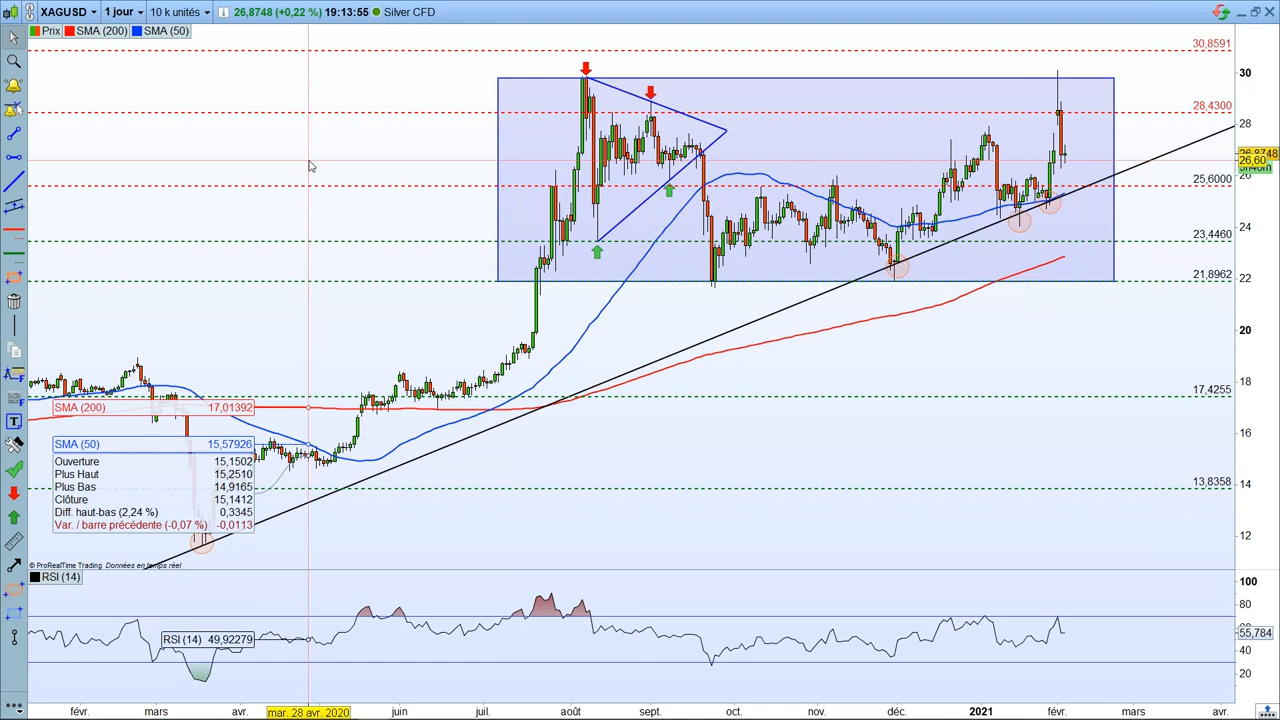 XAGUSD 1 jour 10 k unités 26,8748 (+0,22 %) 19:13:55 Silver CFD
Prix SMA (200) SMA (50)
30,8591
30
28,4300
28
26,8748
26,60
26
25,6000
24
23,4460
22
21,8962
20
18
17,4255
16
14
13,8358
12
SMA (200) 17,01392
SMA (50) 15,57926
Ouverture 15,1502
Plus Haut 15,2510
Plus Bas 14,9165
Clôture 15,1412
Diff. haut-bas (2,24 %) 0,3345
Var. / barre précédente (-0,07 %) -0,0113
© ProRealTime Trading Données en temps réel
RSI (14)
100
80
RSI (14) 49,92279
55,784
40
20
févr. mars avr. mar. 28 avr. 2020 juin juil. août sept. oct. nov. déc. 2021 févr. mars avr.